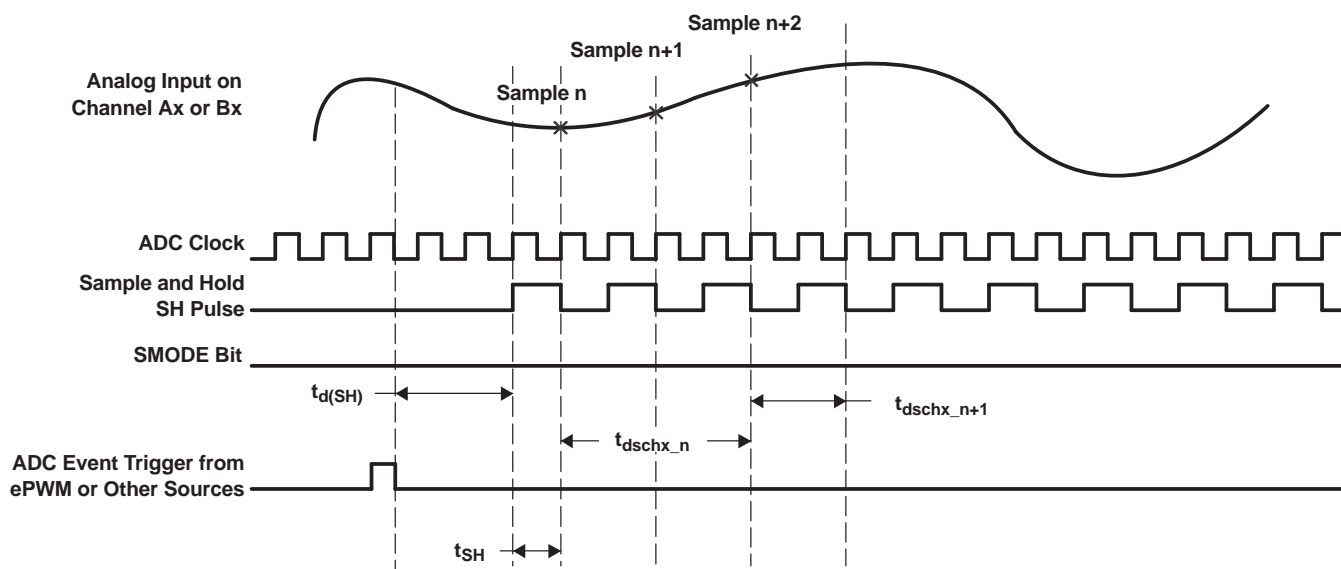 Sample n+2
Sample n+1
Analog Input on
Channel Ax or Bx
Sample n
ADC Clock
Sample and Hold
SH Pulse
SMODE Bit
td(SH)
tdschx_n+1
tdschx_n
ADC Event Trigger from
ePWM or Other Sources
tSH